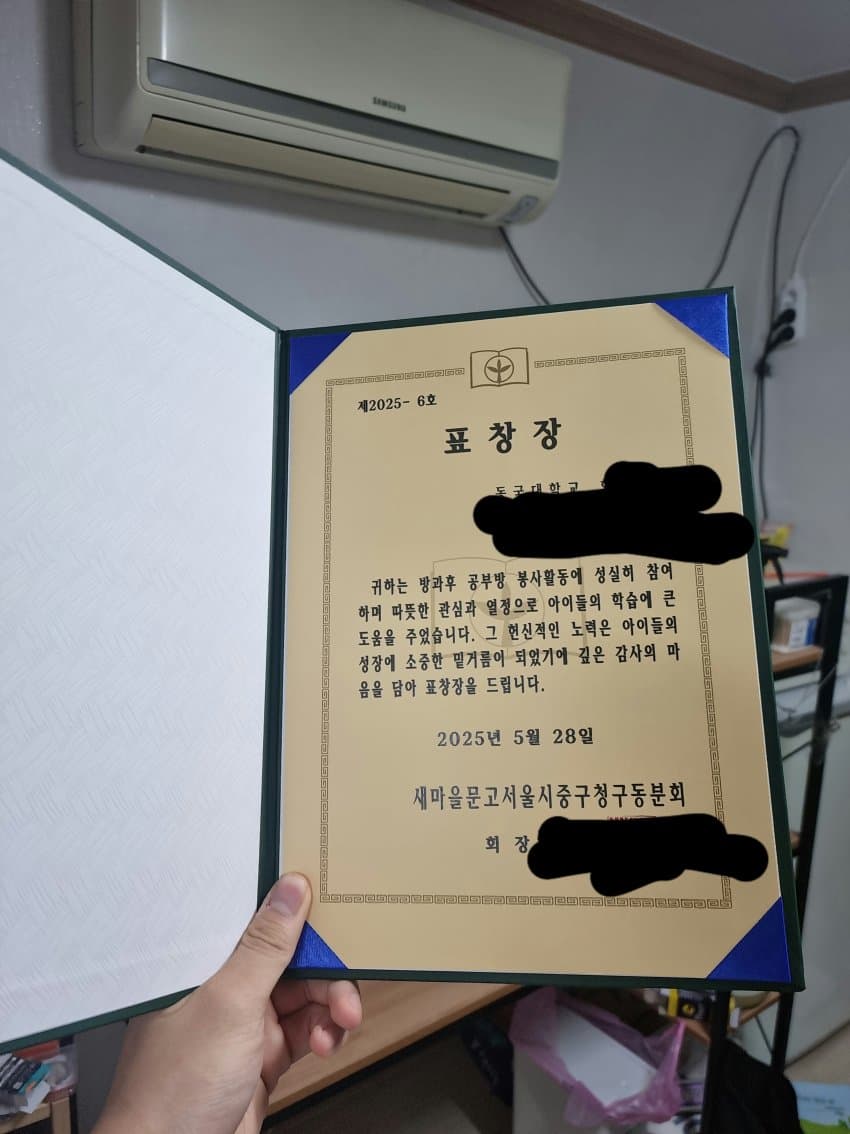 SAMSUNG
제2025- 6호
표창장
동국대학교
귀하는 방과후 공부방 봉사활동에 성실히 참여
하며 따뜻한 관심과 열정으로 아이들의 학습에 큰
도움을 주었습니다. 그 헌신적인 노력은 아이들의
성장에 소중한 밑거름이 되었기에 깊은 감사의 마
음을 담아 표창장을 드립니다.
2025년 5월 28일
새마을문고서울시중구청구동분회
회 장